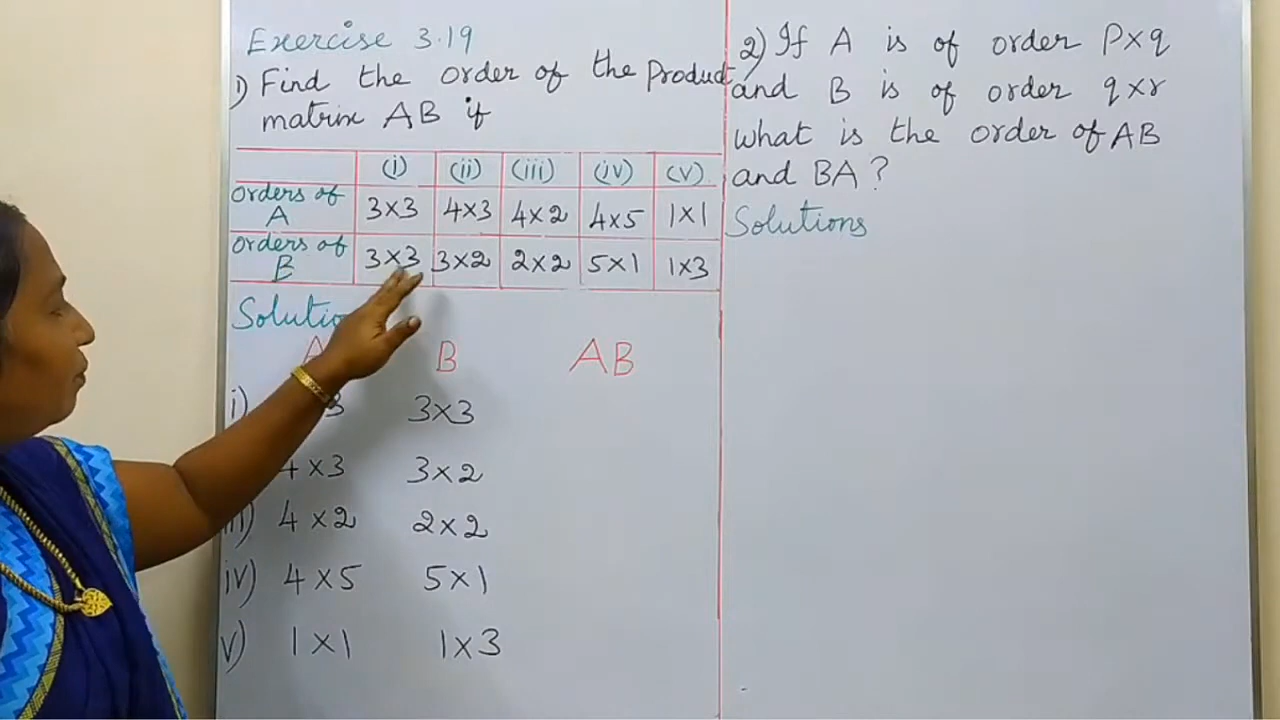 Exercise 3.19
1) Find the order of the Product
matrix AB if
(i) (ii) (iii) (iv) (v)
Orders of A 3×3 4×3 4×2 4×5 1×1
Orders of B 3×3 3×2 2×2 5×1 1×3
A B AB
i) 3×3
4×3 3×2
iii) 4×2 2×2
iv) 4×5 5×1
v) 1×1 1×3
2) If A is of order p×q
and B is of order q×r
what is the order of AB
and BA?
Solutions